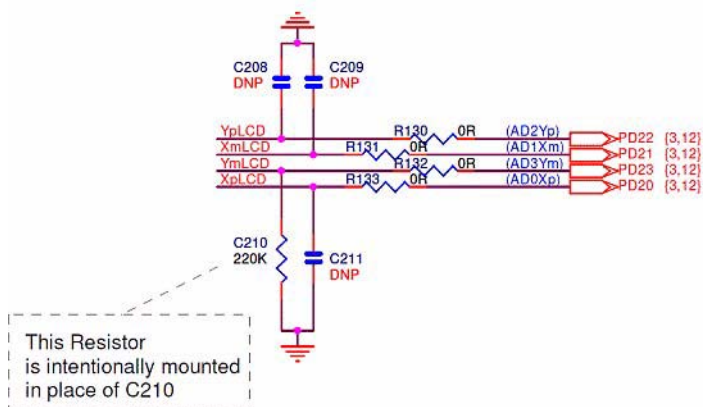 C208 C209
DNP DNP
YpLCD R130 0R (AD2Yp) PD22 {3,12}
XmLCD R131 0R (AD1Xm) PD21 {3,12}
YmLCD R132 0R (AD3Ym) PD23 {3,12}
XpLCD R133 0R (AD0Xp) PD20 {3,12}
C210 C211
220K DNP
This Resistor
is intentionally mounted
in place of C210